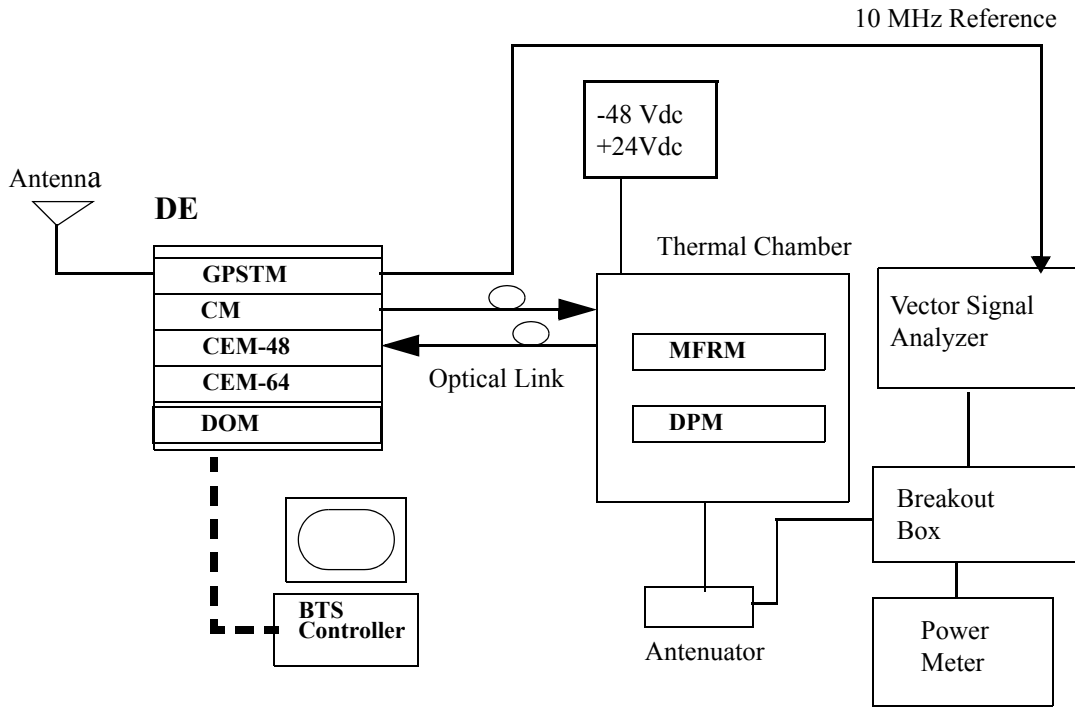 10 MHz Reference
-48 Vdc
+24Vdc
Antenna
DE
Thermal Chamber
GPSTM
CM
CEM-48
CEM-64
DOM
Optical Link
MFRM
DPM
Vector Signal
Analyzer
Breakout
Box
BTS
Controller
Antenuator
Power
Meter